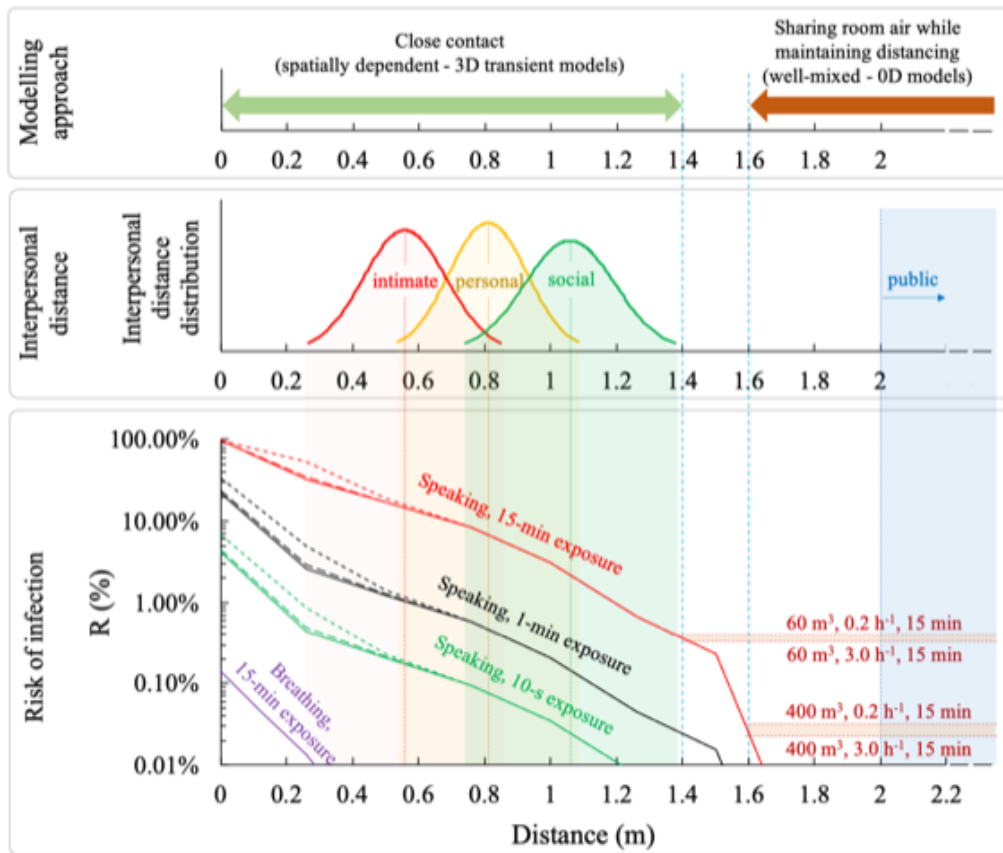 Modelling
approach
Close contact
(spatially dependent - 3D transient models)
Sharing room air while
maintaining distancing
(well-mixed - 0D models)
0 0.2 0.4 0.6 0.8 1 1.2 1.4 1.6 1.8 2
Interpersonal
distance
Interpersonal
distance
distribution
intimate
personal
social
public
0 0.2 0.4 0.6 0.8 1 1.2 1.4 1.6 1.8 2
Risk of infection
R (%)
100.00%
10.00%
1.00%
0.10%
0.01%
Speaking, 15-min exposure
Speaking, 1-min exposure
Speaking, 10-s exposure
Breathing,
15-min exposure
60 m³, 0.2 h⁻¹, 15 min
60 m³, 3.0 h⁻¹, 15 min
400 m³, 0.2 h⁻¹, 15 min
400 m³, 3.0 h⁻¹, 15 min
0 0.2 0.4 0.6 0.8 1 1.2 1.4 1.6 1.8 2 2.2
Distance (m)